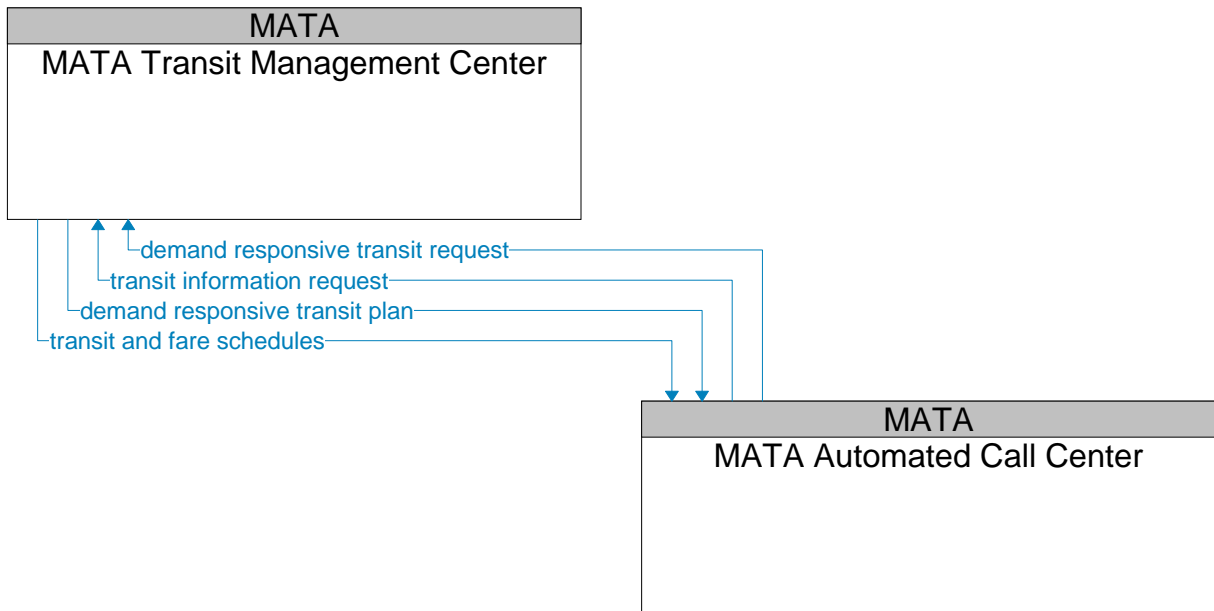 MATA
MATA Transit Management Center
demand responsive transit request
transit information request
demand responsive transit plan
transit and fare schedules
MATA
MATA Automated Call Center